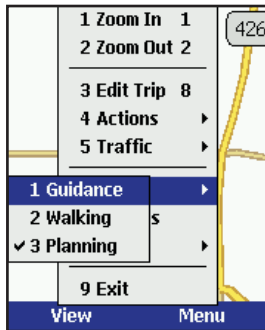 1 Zoom In 1
2 Zoom Out 2
426
3 Edit Trip 8
4 Actions
5 Traffic
1 Guidance
2 Walking
s
✓ 3 Planning
9 Exit
View Menu